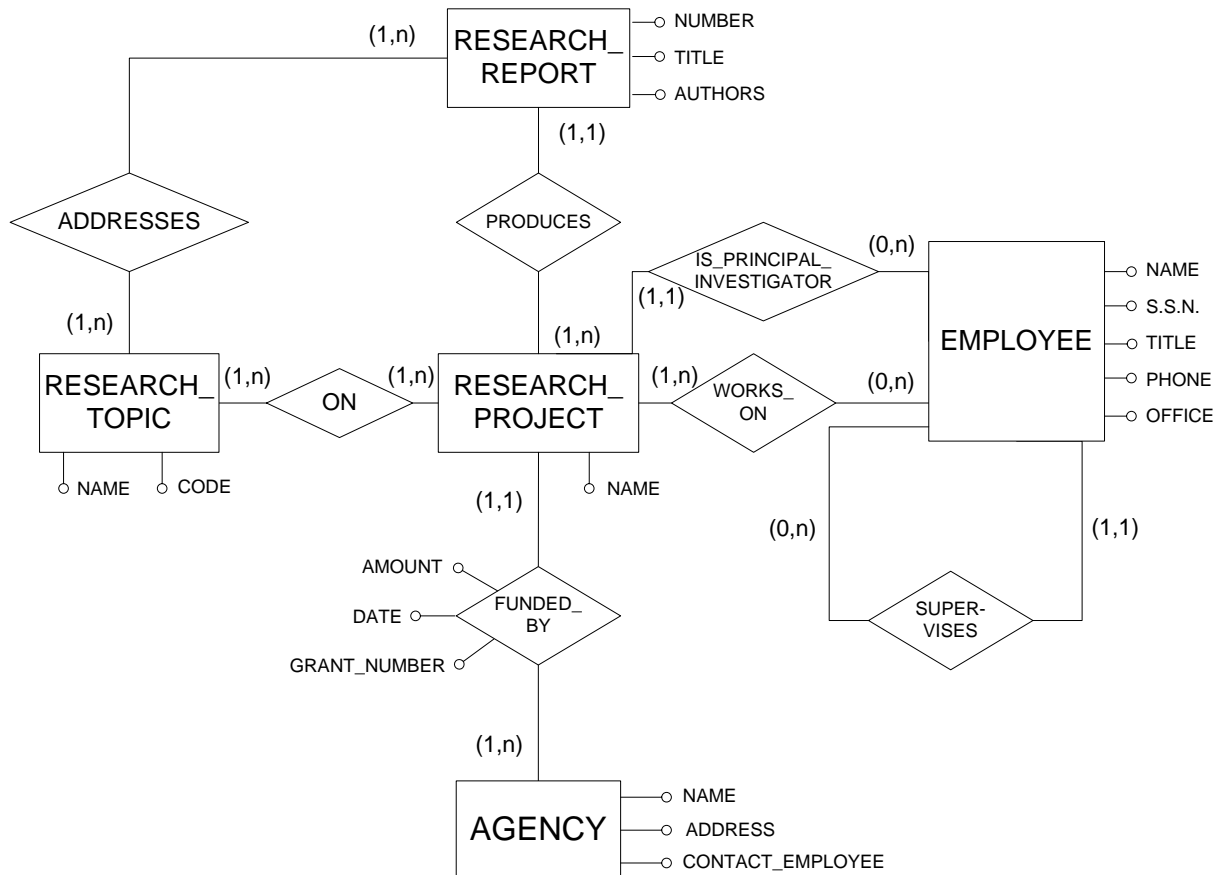 NUMBER
(1,n)
RESEARCH_
REPORT
TITLE
AUTHORS
(1,1)
ADDRESSES
PRODUCES
IS_PRINCIPAL_
INVESTIGATOR
(0,n)
(1,1)
NAME
S.S.N.
EMPLOYEE
TITLE
PHONE
OFFICE
(1,n)
(1,n)
RESEARCH_
TOPIC
(1,n)
ON
(1,n)
RESEARCH_
PROJECT
(1,n)
WORKS_
ON
(0,n)
NAME
CODE
NAME
(1,1)
(0,n)
(1,1)
AMOUNT
DATE
GRANT_NUMBER
FUNDED_
BY
SUPER-
VISES
(1,n)
AGENCY
NAME
ADDRESS
CONTACT_EMPLOYEE